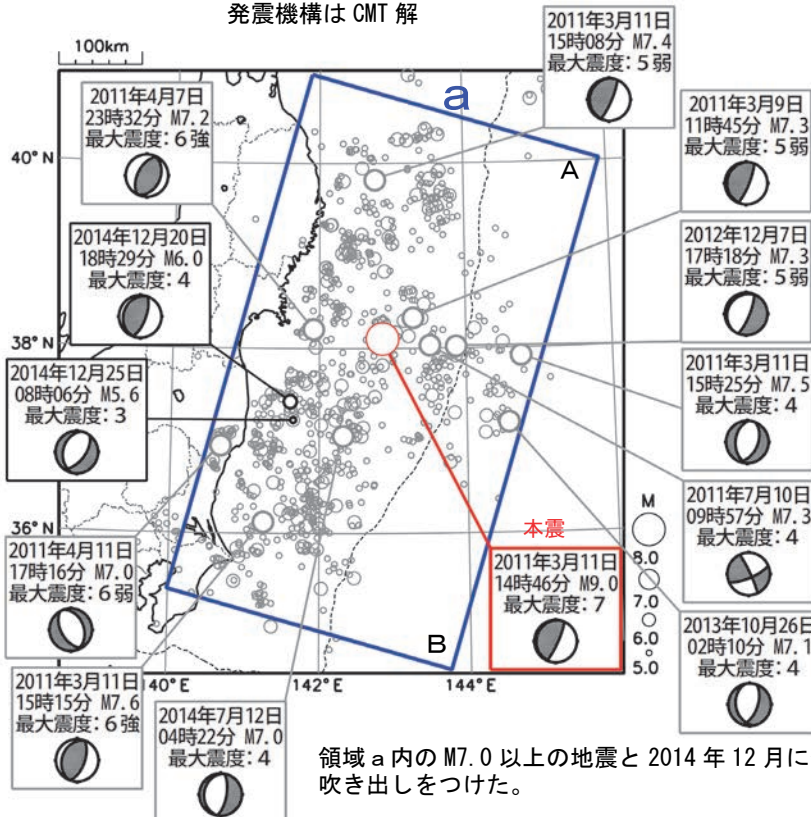 発震機構は CMT 解
100km
2011年3月11日
15時08分 M7.4
最大震度:5弱
2011年4月7日
23時32分 M7.2
最大震度:6強
a
A
2011年3月9日
11時45分 M7.3
最大震度:5弱
40°N
2014年12月20日
18時29分 M6.0
最大震度:4
2012年12月7日
17時18分 M7.3
最大震度:5弱
38°N
2014年12月25日
08時06分 M5.6
最大震度:3
2011年3月11日
15時25分 M7.5
最大震度:4
2011年7月10日
09時57分 M7.3
最大震度:4
M
8.0
7.0
6.0
5.0
36°N
本震
2011年3月11日
14時46分 M9.0
最大震度:7
2011年4月11日
17時16分 M7.0
最大震度:6弱
2013年10月26日
02時10分 M7.1
最大震度:4
B
140°E
142°E
144°E
2011年3月11日
15時15分 M7.6
最大震度:6強
2014年7月12日
04時22分 M7.0
最大震度:4
領域a内のM7.0以上の地震と2014年12月に
吹き出しをつけた。